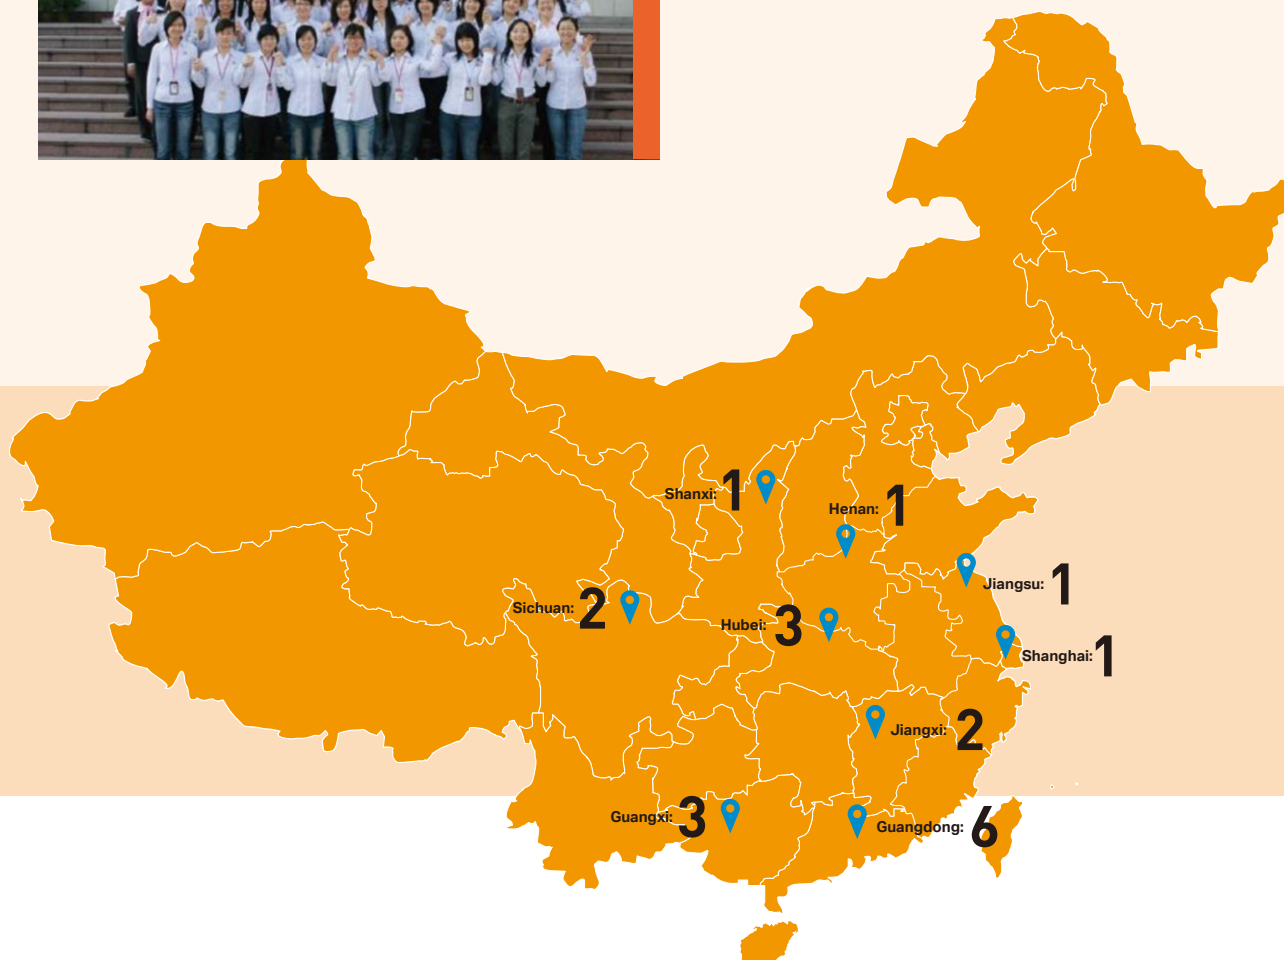 Shanxi: 1
Henan: 1
Jiangsu: 1
Sichuan: 2
Hubei: 3
Shanghai: 1
Jiangxi: 2
Guangxi: 3
Guangdong: 6